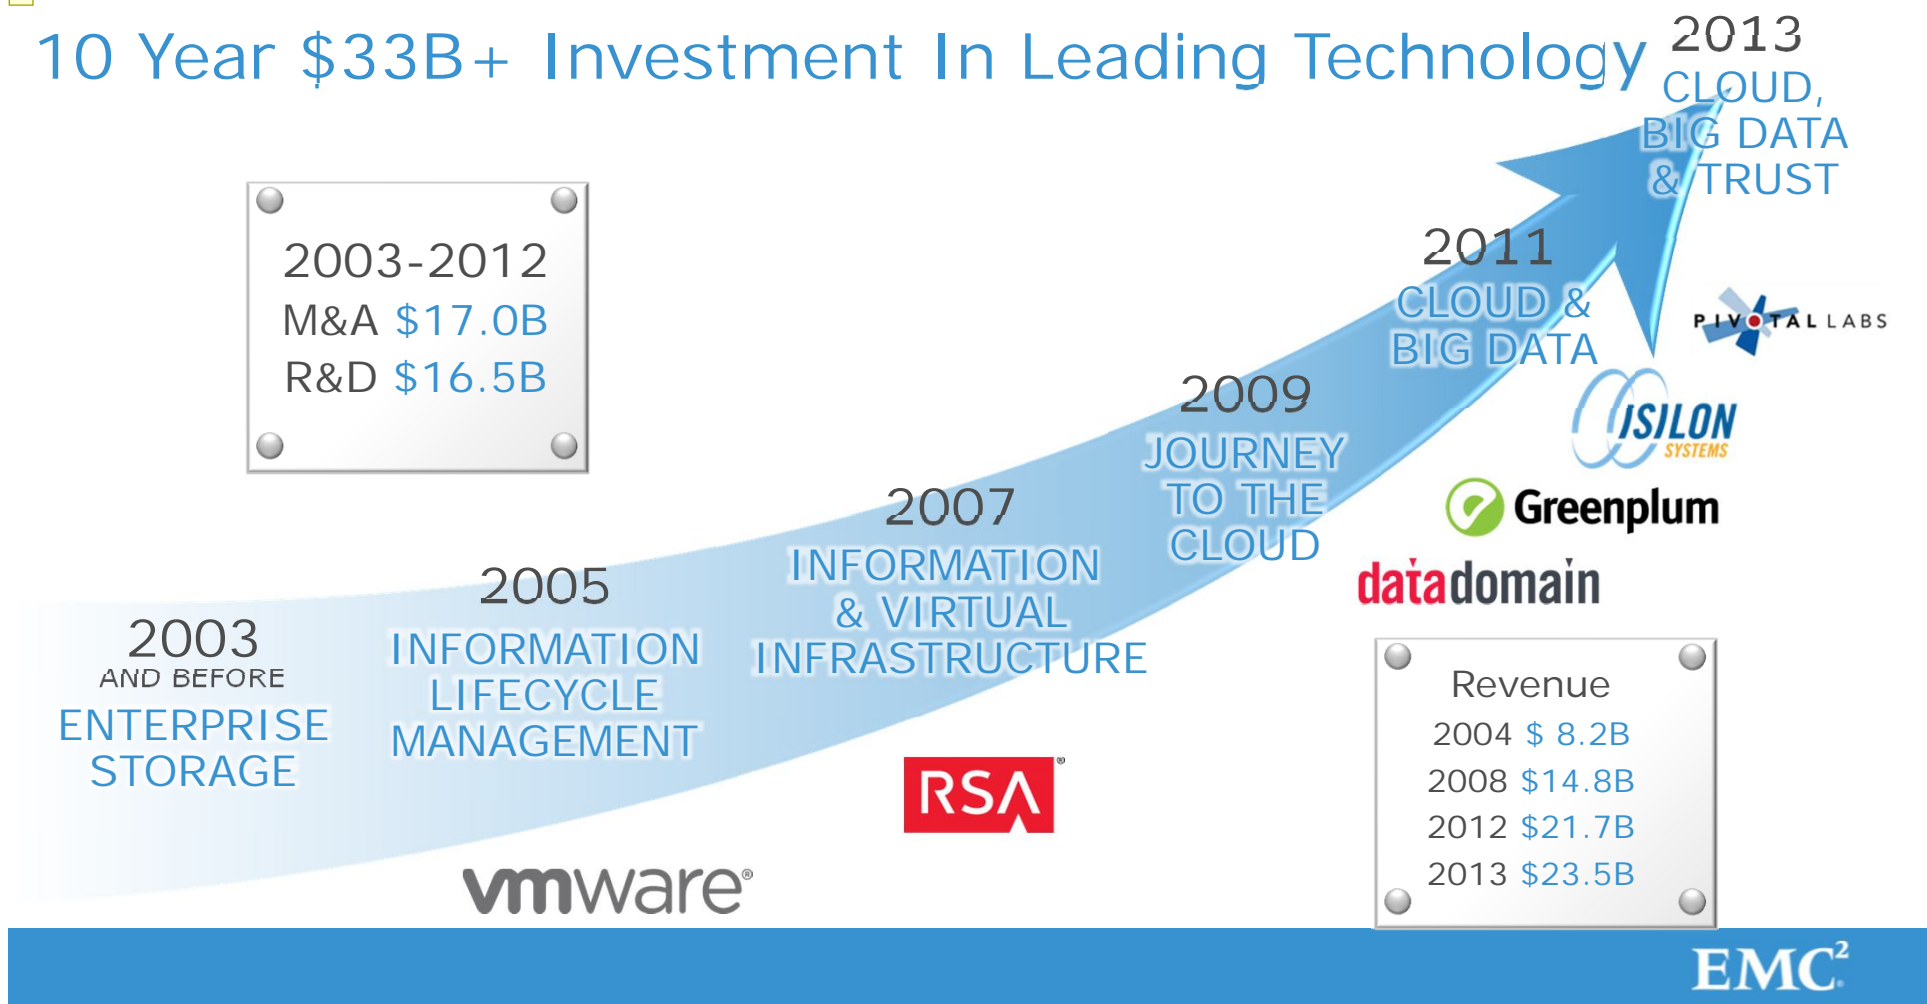 10 Year $33B+ Investment In Leading Technology
2013
CLOUD,
BIG DATA
& TRUST
2003-2012
M&A $17.0B
R&D $16.5B
2011
CLOUD &
BIG DATA
PIVOTAL LABS
2009
JOURNEY
TO THE
CLOUD
ISILON
SYSTEMS
2007
INFORMATION
& VIRTUAL
INFRASTRUCTURE
Greenplum
2005
INFORMATION
LIFECYCLE
MANAGEMENT
datadomain
2003
AND BEFORE
ENTERPRISE
STORAGE
RSA®
vmware®
Revenue
2004 $ 8.2B
2008 $14.8B
2012 $21.7B
2013 $23.5B
EMC²